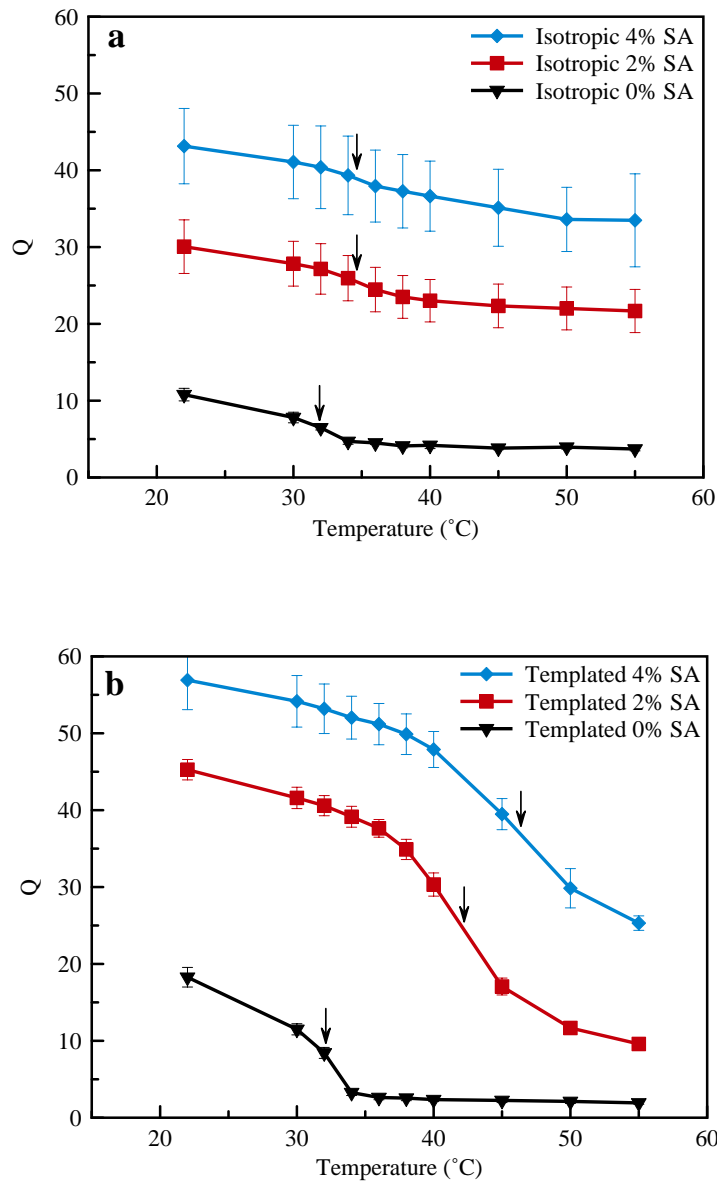 a
Isotropic 4% SA
Isotropic 2% SA
Isotropic 0% SA
60
50
40
30
20
10
0
Q
20 30 40 50 60
Temperature (˚C)
b
Templated 4% SA
Templated 2% SA
Templated 0% SA
60
50
40
30
20
10
0
Q
20 30 40 50 60
Temperature (˚C)